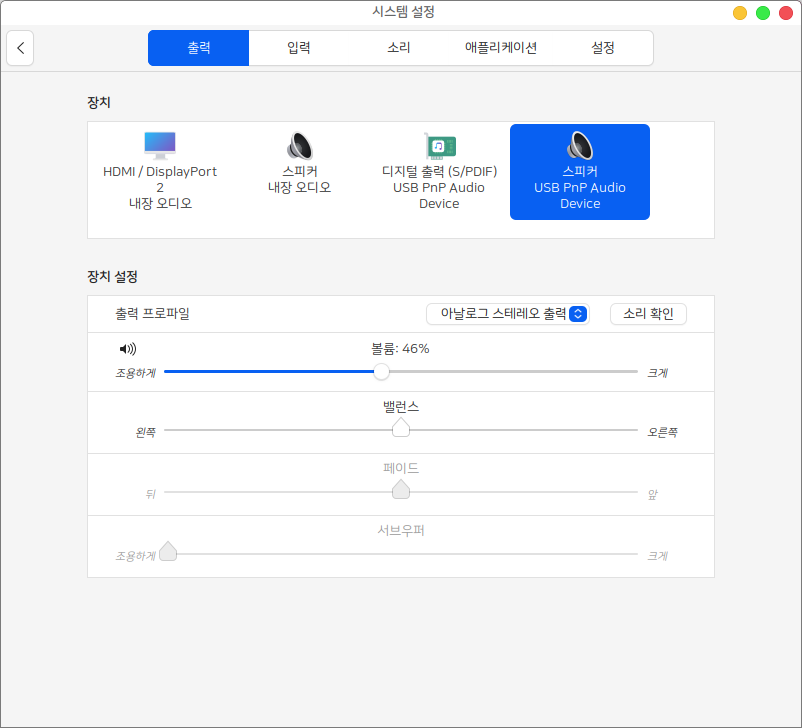 시스템 설정
출력
입력
소리
애플리케이션
설정
장치
HDMI / DisplayPort
2
내장 오디오
스피커
내장 오디오
디지털 출력 (S/PDIF)
USB PnP Audio
Device
스피커
USB PnP Audio
Device
장치 설정
출력 프로파일
아날로그 스테레오 출력
소리 확인
볼륨: 46%
조용하게
크게
밸런스
왼쪽
오른쪽
페이드
뒤
앞
서브우퍼
조용하게
크게